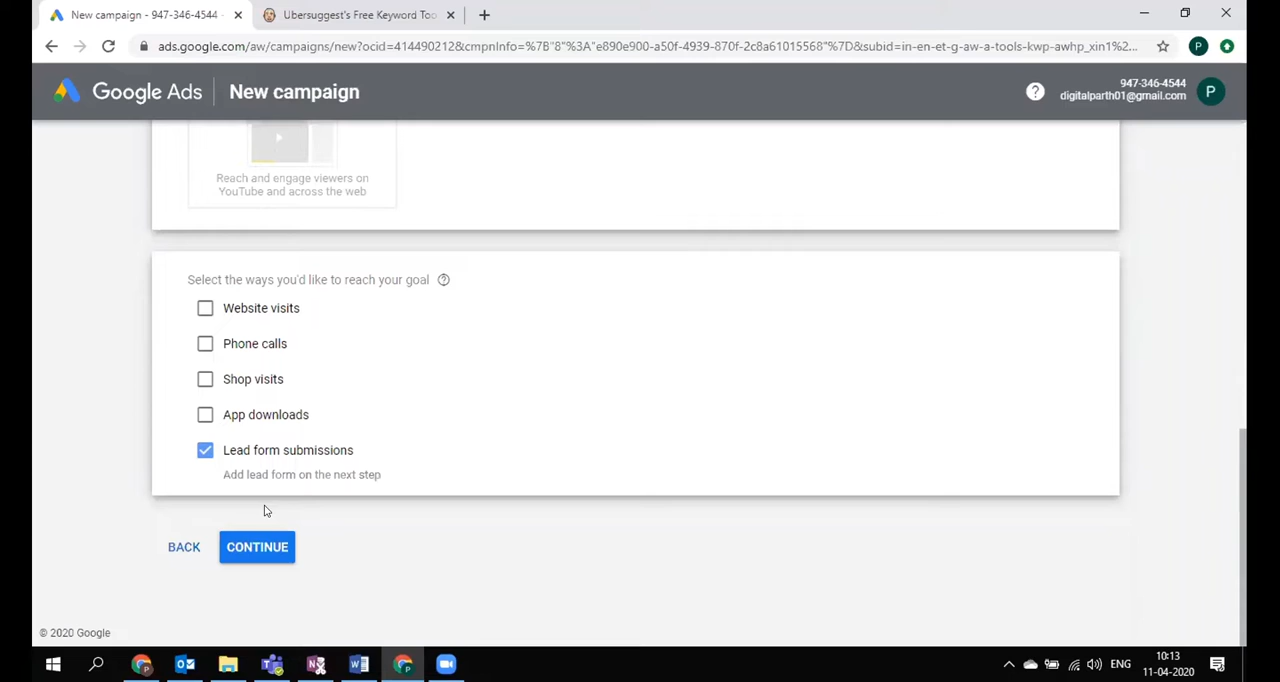 New campaign - 947-346-4544 -
Ubersuggest's Free Keyword Too
ads.google.com/aw/campaigns/new?ocid=414490212&cmpnInfo=%7B"8"%3A"e890e900-a50f-4939-870f-2c8a61015568"%7D&subid=in-en-et-g-aw-a-tools-kwp-awhp_xin1%2...
P
Google Ads
New campaign
?
947-346-4544
digitalparth01@gmail.com
P
Reach and engage viewers on
YouTube and across the web
Select the ways you'd like to reach your goal ?
Website visits
Phone calls
Shop visits
App downloads
Lead form submissions
Add lead form on the next step
BACK
CONTINUE
© 2020 Google
ENG
10:13
11-04-2020